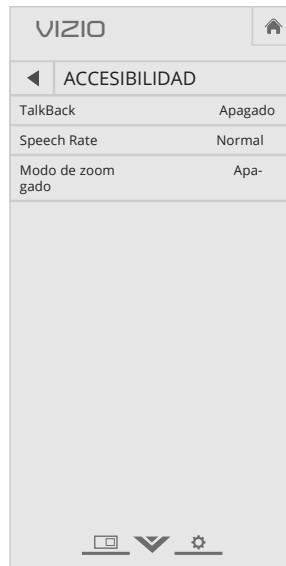 VIZIO
ACCESIBILIDAD
TalkBack Apagado
Speech Rate Normal
Modo de zoom Apa-
gado